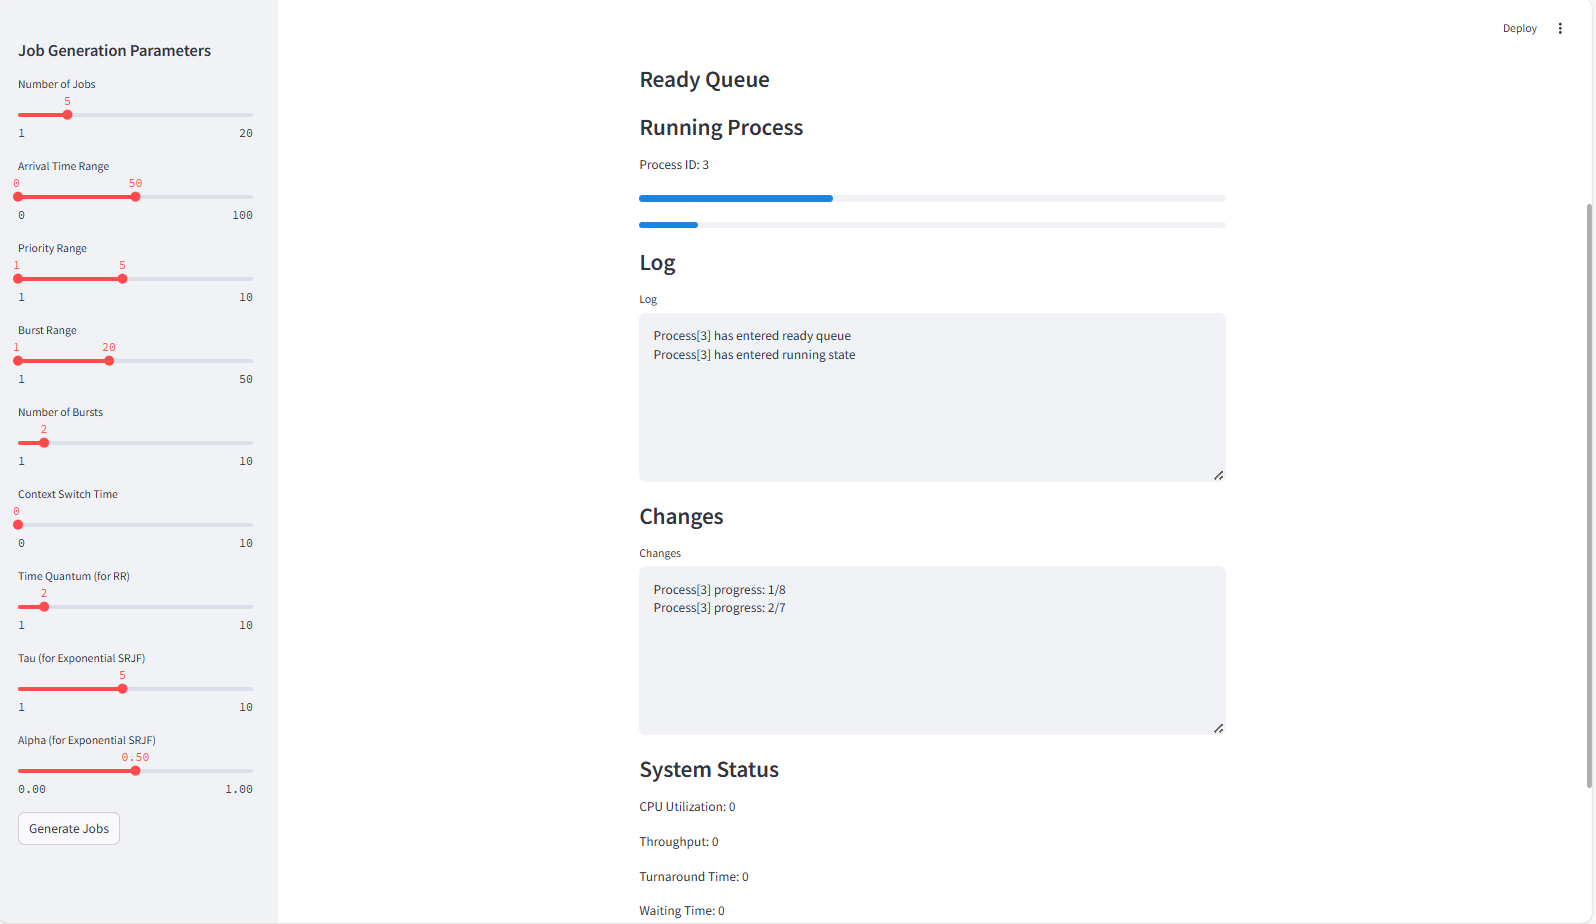 Job Generation Parameters
Number of Jobs
5
1 20
Arrival Time Range
0 50
0 100
Priority Range
1 5
1 10
Burst Range
1 20
1 50
Number of Bursts
2
1 10
Context Switch Time
0
0 10
Time Quantum (for RR)
2
1 10
Tau (for Exponential SRJF)
5
1 10
Alpha (for Exponential SRJF)
0.50
0.00 1.00
Generate Jobs
Deploy
Ready Queue
Running Process
Process ID: 3
Log
Log
Process[3] has entered ready queue
Process[3] has entered running state
Changes
Changes
Process[3] progress: 1/8
Process[3] progress: 2/7
System Status
CPU Utilization: 0
Throughput: 0
Turnaround Time: 0
Waiting Time: 0